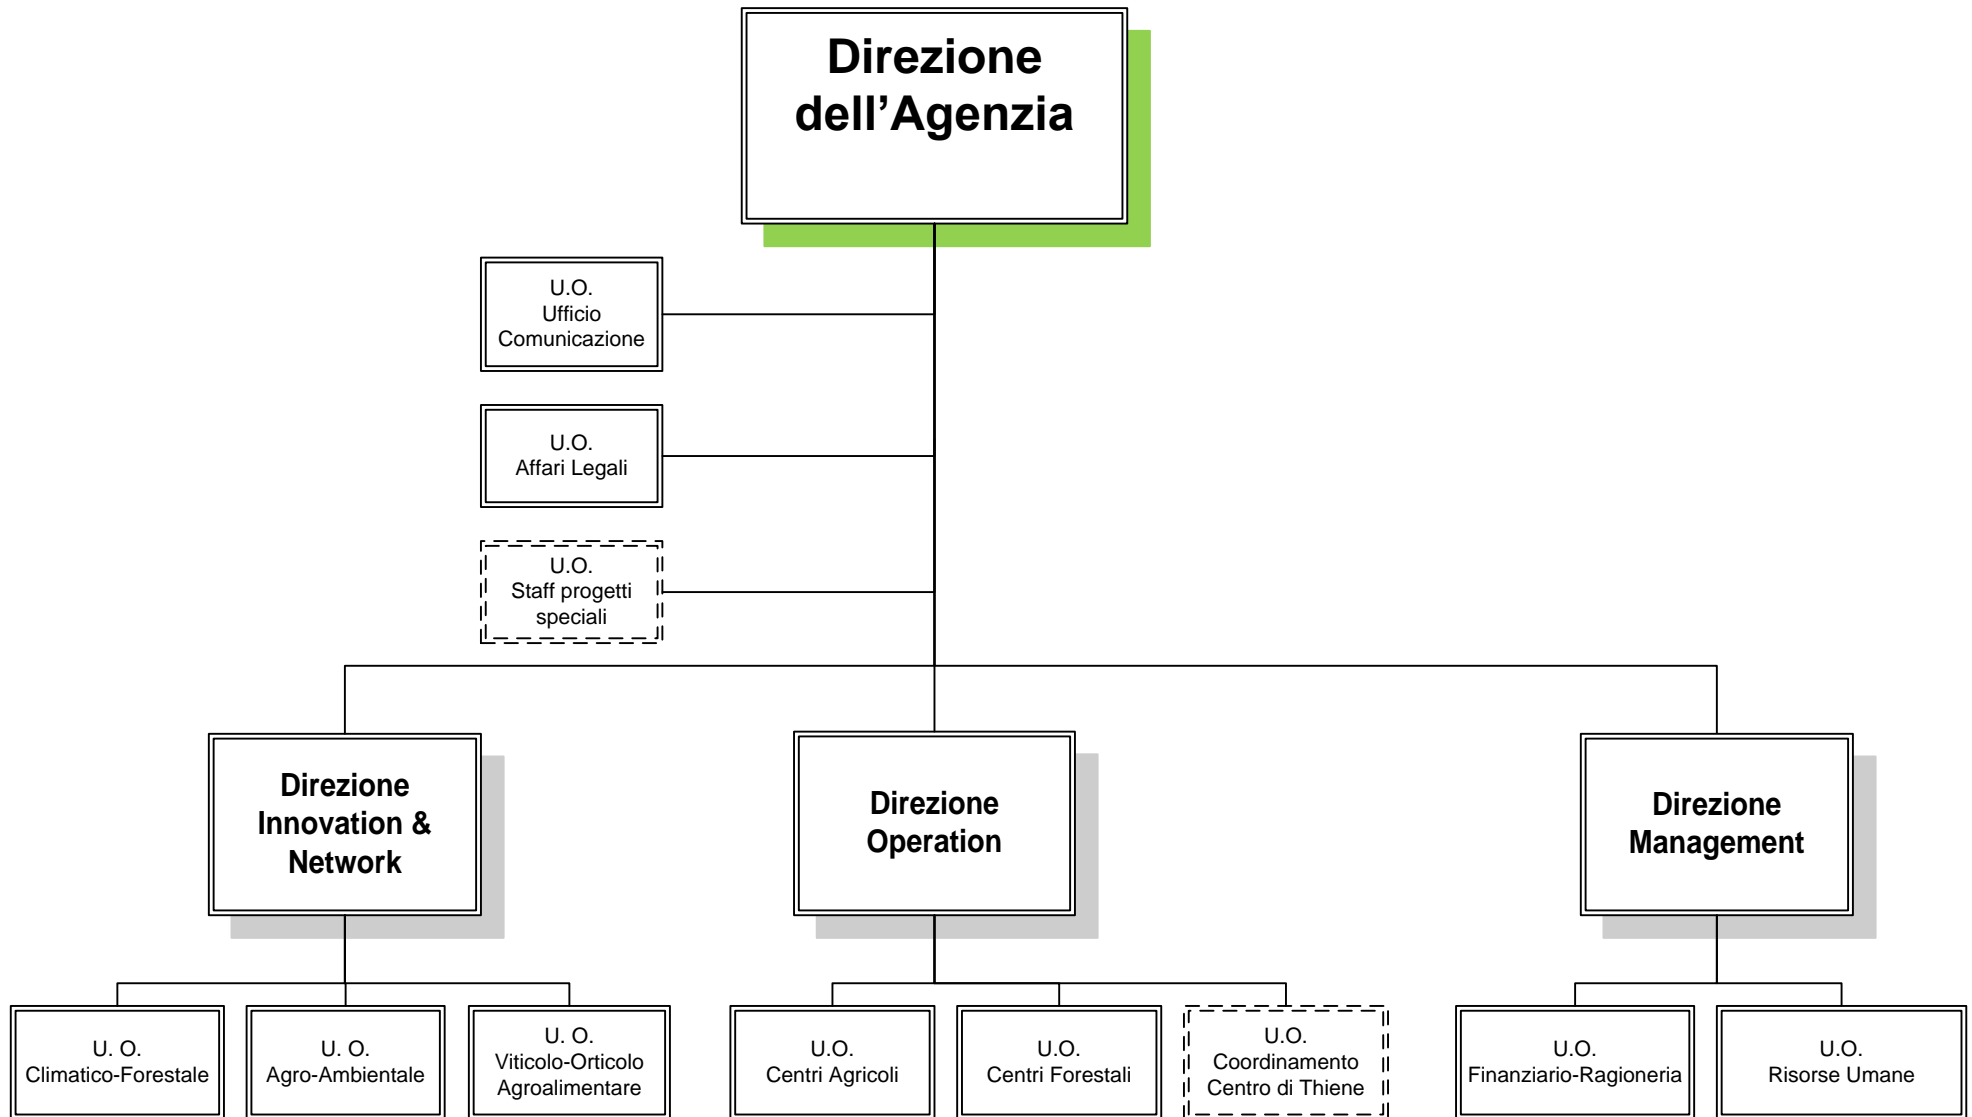 Direzione
dell’Agenzia
U.O.
Ufficio
Comunicazione
U.O.
Affari Legali
U.O.
Staff progetti
speciali
Direzione
Innovation &
Network
Direzione
Operation
Direzione
Management
U. O.
Climatico-Forestale
U. O.
Agro-Ambientale
U. O.
Viticolo-Orticolo
Agroalimentare
U.O.
Centri Agricoli
U.O.
Centri Forestali
U.O.
Coordinamento
Centro di Thiene
U.O.
Finanziario-Ragioneria
U.O.
Risorse Umane